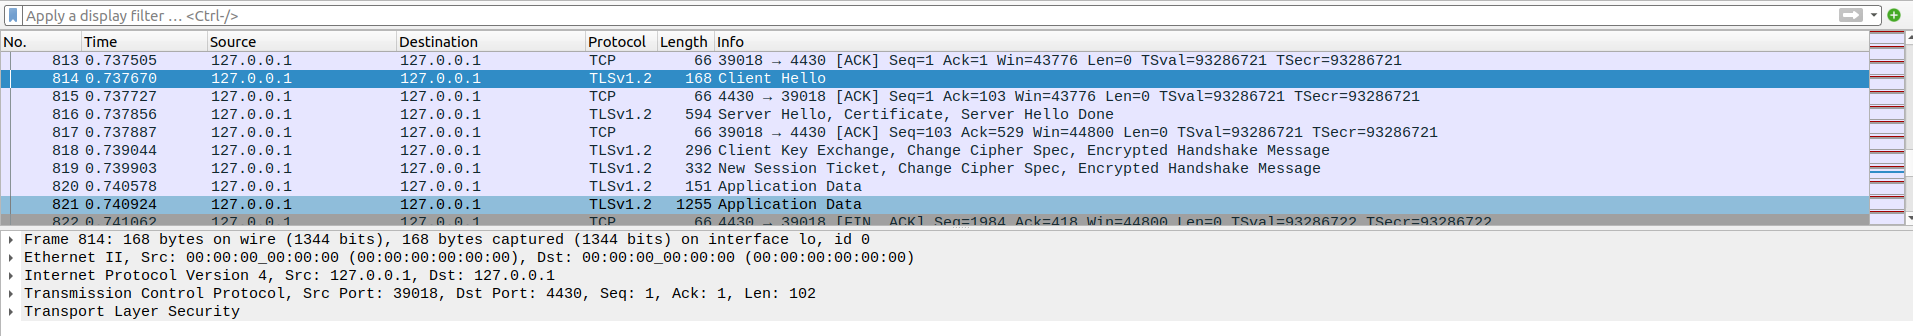 Apply a display filter … <Ctrl-/>
No. Time Source Destination Protocol Length Info
813 0.737505 127.0.0.1 127.0.0.1 TCP 66 39018 → 4430 [ACK] Seq=1 Ack=1 Win=43776 Len=0 TSval=93286721 TSecr=93286721
814 0.737670 127.0.0.1 127.0.0.1 TLSv1.2 168 Client Hello
815 0.737727 127.0.0.1 127.0.0.1 TCP 66 4430 → 39018 [ACK] Seq=1 Ack=103 Win=43776 Len=0 TSval=93286721 TSecr=93286721
816 0.737856 127.0.0.1 127.0.0.1 TLSv1.2 594 Server Hello, Certificate, Server Hello Done
817 0.737887 127.0.0.1 127.0.0.1 TCP 66 39018 → 4430 [ACK] Seq=103 Ack=529 Win=44800 Len=0 TSval=93286721 TSecr=93286721
818 0.739044 127.0.0.1 127.0.0.1 TLSv1.2 296 Client Key Exchange, Change Cipher Spec, Encrypted Handshake Message
819 0.739903 127.0.0.1 127.0.0.1 TLSv1.2 332 New Session Ticket, Change Cipher Spec, Encrypted Handshake Message
820 0.740578 127.0.0.1 127.0.0.1 TLSv1.2 151 Application Data
821 0.740924 127.0.0.1 127.0.0.1 TLSv1.2 1255 Application Data
822 0.741062 127.0.0.1 127.0.0.1 TCP 66 4430 → 39018 [FIN, ACK] Seq=1984 Ack=418 Win=44800 Len=0 TSval=93286722 TSecr=93286722
Frame 814: 168 bytes on wire (1344 bits), 168 bytes captured (1344 bits) on interface lo, id 0
Ethernet II, Src: 00:00:00_00:00:00 (00:00:00:00:00:00), Dst: 00:00:00_00:00:00 (00:00:00:00:00:00)
Internet Protocol Version 4, Src: 127.0.0.1, Dst: 127.0.0.1
Transmission Control Protocol, Src Port: 39018, Dst Port: 4430, Seq: 1, Ack: 1, Len: 102
Transport Layer Security